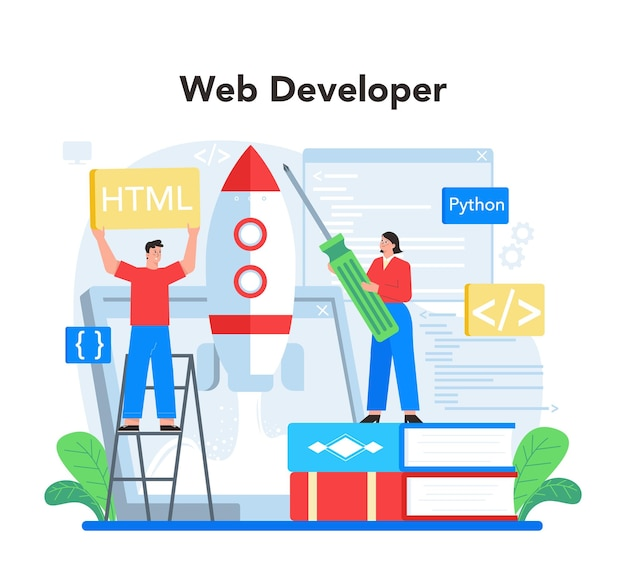 Web Developer
</>
HTML
Python
</>
{ }